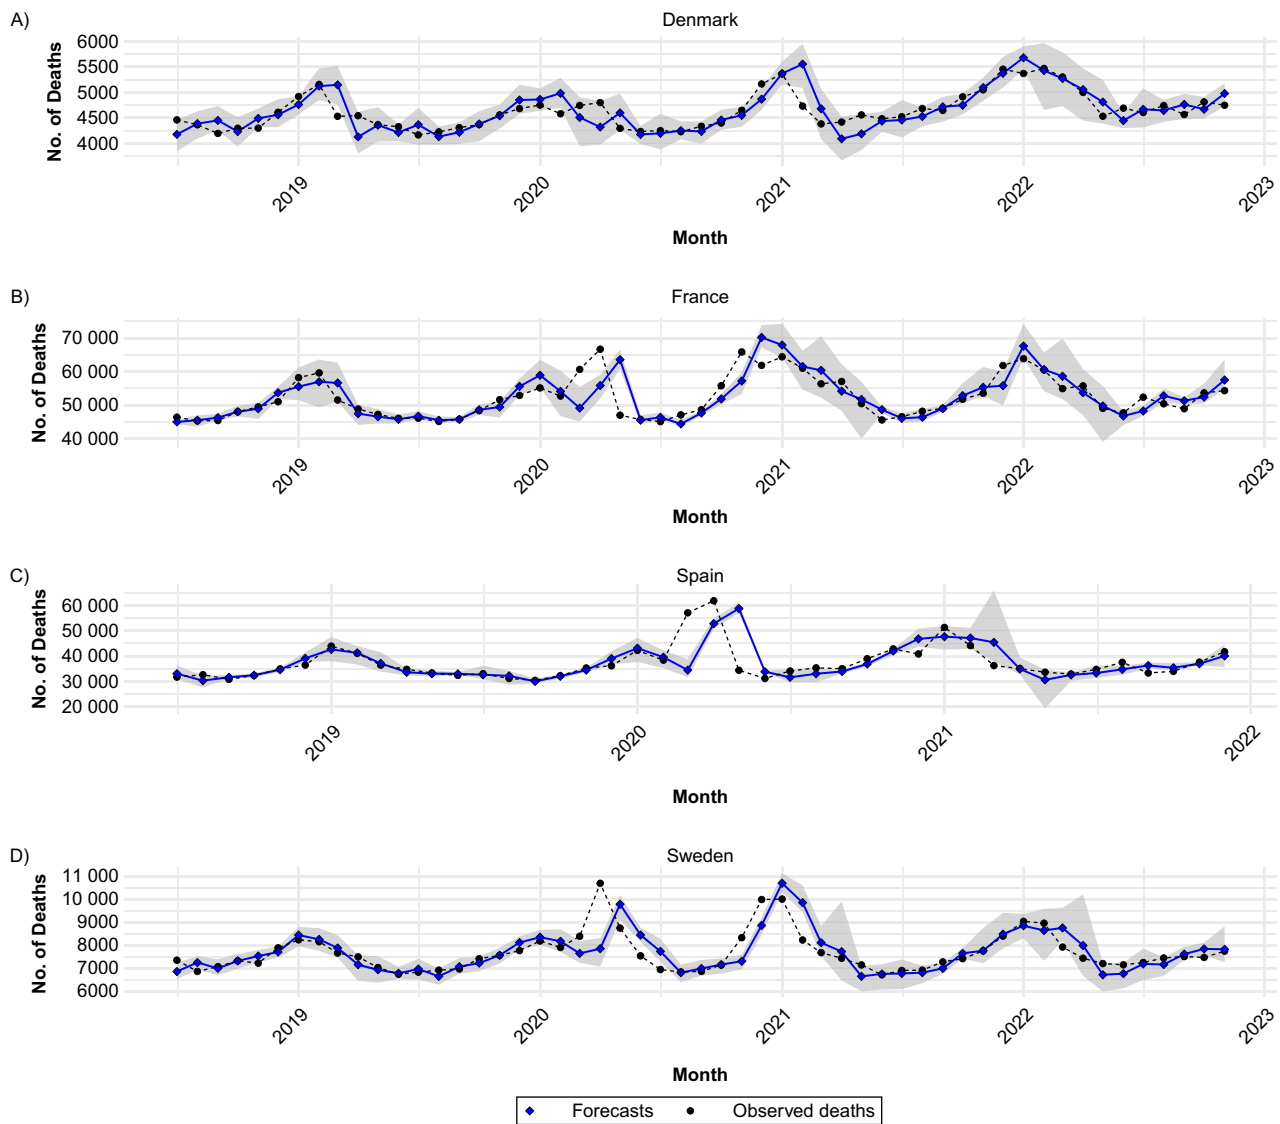 A)
Denmark
No. of Deaths
6000
5500
5000
4500
4000
2019
2020
2021
2022
2023
Month
B)
France
No. of Deaths
70 000
60 000
50 000
40 000
2019
2020
2021
2022
2023
Month
C)
Spain
No. of Deaths
60 000
50 000
40 000
30 000
20 000
2019
2020
2021
2022
Month
D)
Sweden
No. of Deaths
11 000
10 000
9000
8000
7000
6000
2019
2020
2021
2022
2023
Month
Forecasts
Observed deaths